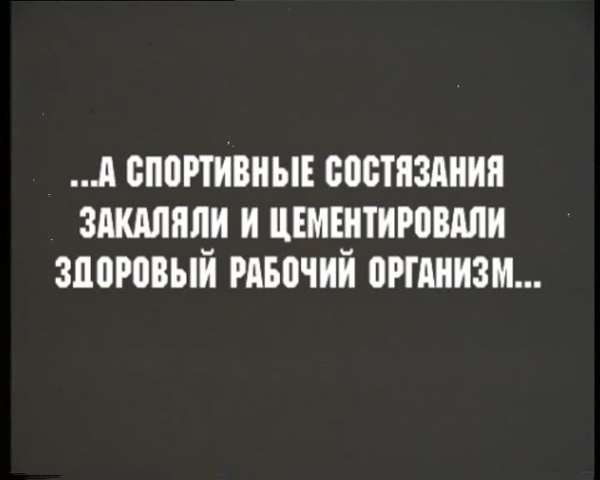 ...А СПОРТИВНЫЕ СОСТЯЗАНИЯ
ЗАКАЛЯЛИ И ЦЕМЕНТИРОВАЛИ
ЗДОРОВЫЙ РАБОЧИЙ ОРГАНИЗМ...